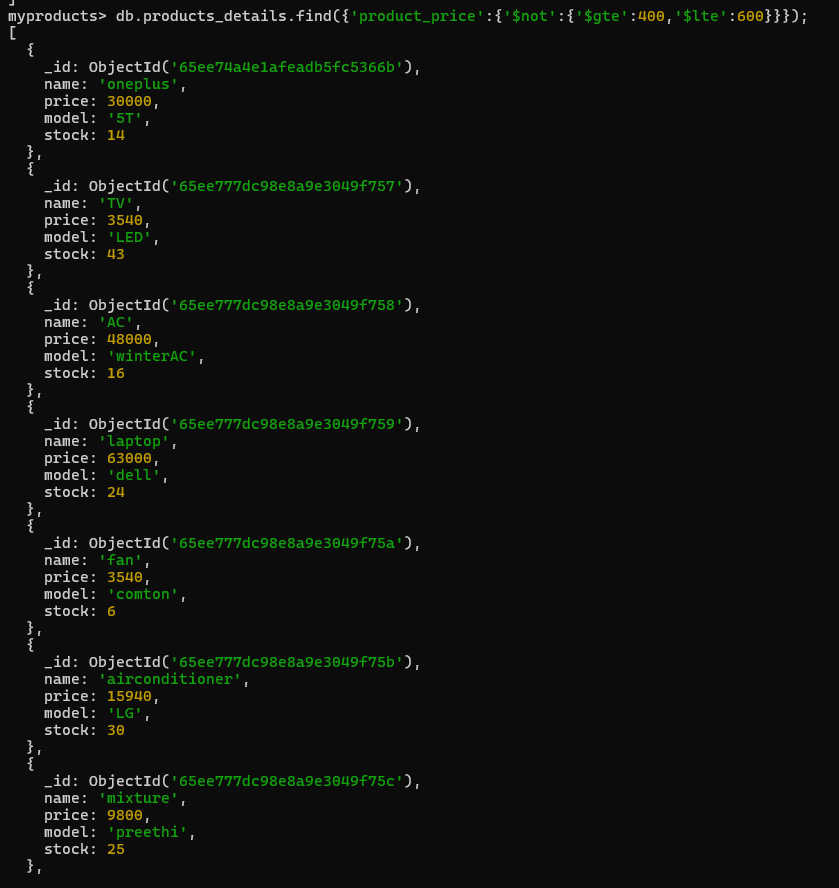 ]
myproducts> db.products_details.find({'product_price':{'$not':{'$gte':400,'$lte':600}}});
[
  {
    _id: ObjectId('65ee74a4e1afeadb5fc5366b'),
    name: 'oneplus',
    price: 30000,
    model: '5T',
    stock: 14
  },
  {
    _id: ObjectId('65ee777dc98e8a9e3049f757'),
    name: 'TV',
    price: 3540,
    model: 'LED',
    stock: 43
  },
  {
    _id: ObjectId('65ee777dc98e8a9e3049f758'),
    name: 'AC',
    price: 48000,
    model: 'winterAC',
    stock: 16
  },
  {
    _id: ObjectId('65ee777dc98e8a9e3049f759'),
    name: 'laptop',
    price: 63000,
    model: 'dell',
    stock: 24
  },
  {
    _id: ObjectId('65ee777dc98e8a9e3049f75a'),
    name: 'fan',
    price: 3540,
    model: 'comton',
    stock: 6
  },
  {
    _id: ObjectId('65ee777dc98e8a9e3049f75b'),
    name: 'airconditioner',
    price: 15940,
    model: 'LG',
    stock: 30
  },
  {
    _id: ObjectId('65ee777dc98e8a9e3049f75c'),
    name: 'mixture',
    price: 9800,
    model: 'preethi',
    stock: 25
  },